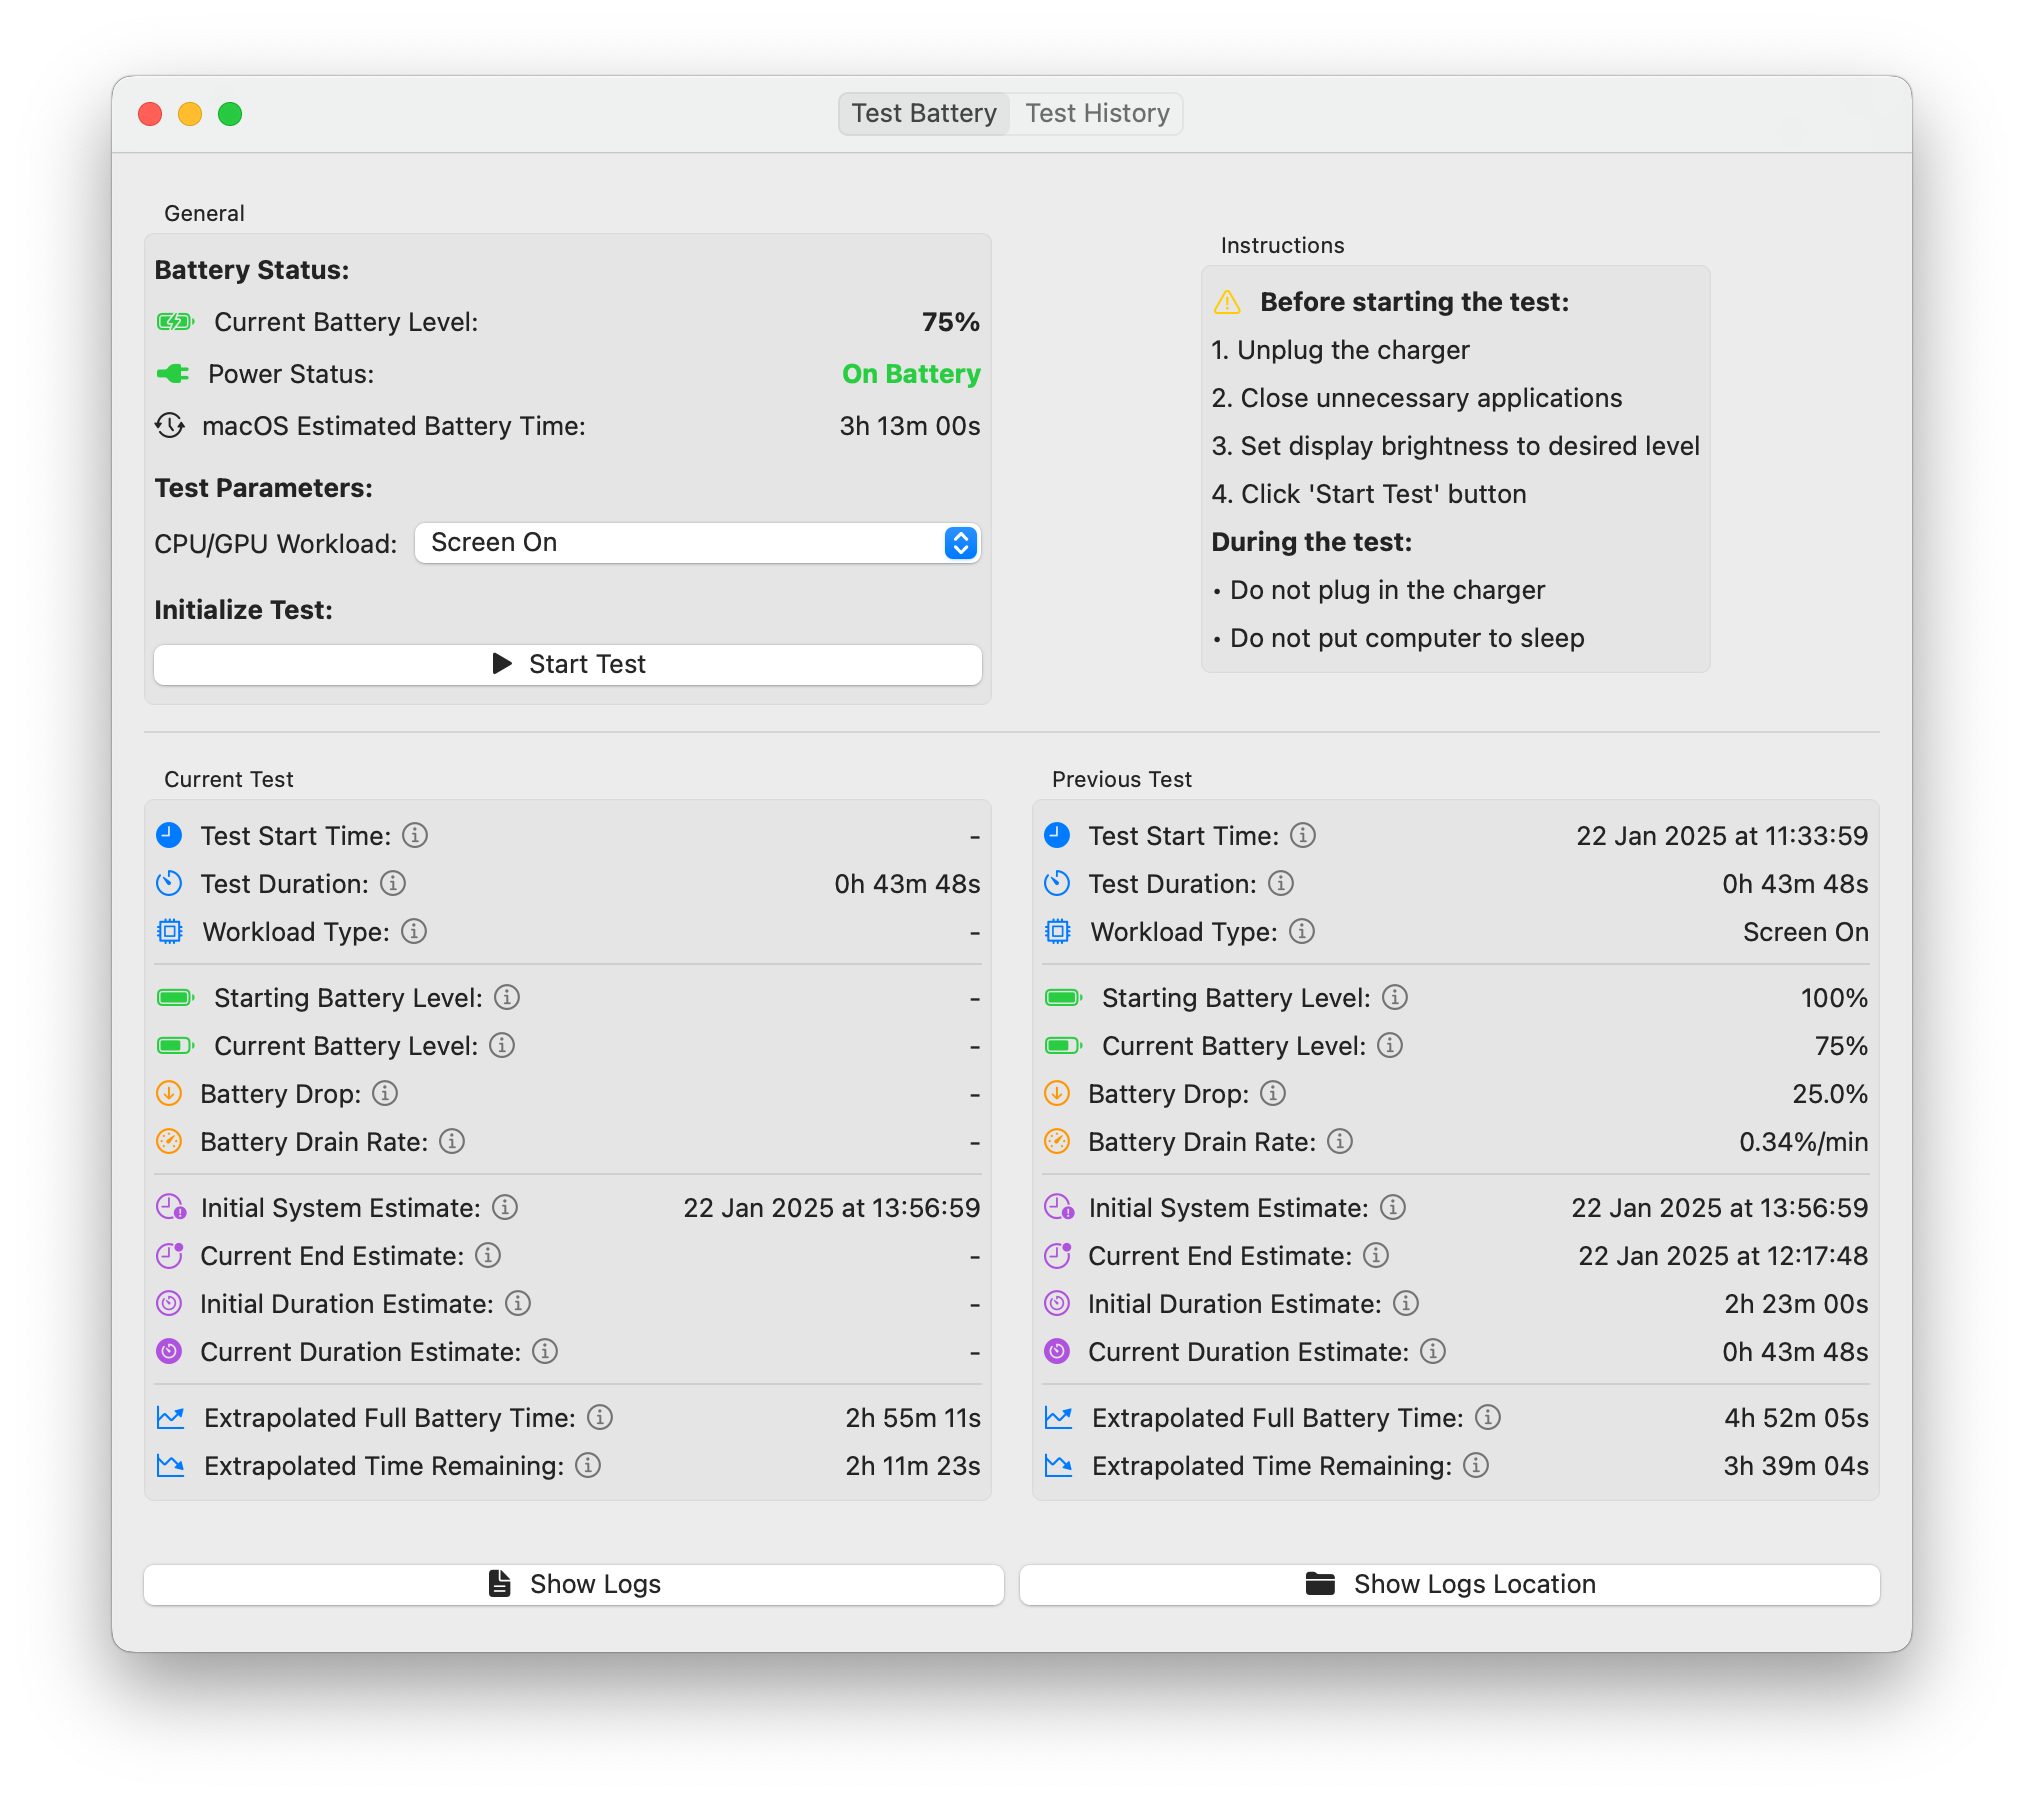 Test Battery
Test History
General
Battery Status:
Current Battery Level: 75%
Power Status: On Battery
macOS Estimated Battery Time: 3h 13m 00s
Test Parameters:
CPU/GPU Workload: Screen On
Initialize Test:
Start Test
Instructions
Before starting the test:
1. Unplug the charger
2. Close unnecessary applications
3. Set display brightness to desired level
4. Click 'Start Test' button
During the test:
• Do not plug in the charger
• Do not put computer to sleep
Current Test
Test Start Time: -
Test Duration: 0h 43m 48s
Workload Type: -
Starting Battery Level: -
Current Battery Level: -
Battery Drop: -
Battery Drain Rate: -
Initial System Estimate: 22 Jan 2025 at 13:56:59
Current End Estimate: -
Initial Duration Estimate: -
Current Duration Estimate: -
Extrapolated Full Battery Time: 2h 55m 11s
Extrapolated Time Remaining: 2h 11m 23s
Previous Test
Test Start Time: 22 Jan 2025 at 11:33:59
Test Duration: 0h 43m 48s
Workload Type: Screen On
Starting Battery Level: 100%
Current Battery Level: 75%
Battery Drop: 25.0%
Battery Drain Rate: 0.34%/min
Initial System Estimate: 22 Jan 2025 at 13:56:59
Current End Estimate: 22 Jan 2025 at 12:17:48
Initial Duration Estimate: 2h 23m 00s
Current Duration Estimate: 0h 43m 48s
Extrapolated Full Battery Time: 4h 52m 05s
Extrapolated Time Remaining: 3h 39m 04s
Show Logs
Show Logs Location